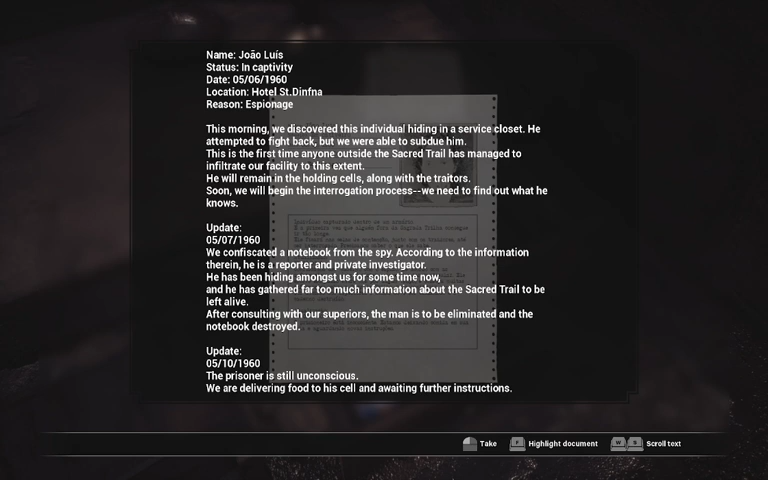 Name: João Luís
Status: In captivity
Date: 05/06/1960
Location: Hotel St.Dinfna
Reason: Espionage
This morning, we discovered this individual hiding in a service closet. He
attempted to fight back, but we were able to subdue him.
This is the first time anyone outside the Sacred Trail has managed to
infiltrate our facility to this extent.
He will remain in the holding cells, along with the traitors.
Soon, we will begin the interrogation process--we need to find out what he
knows.
Update:
05/07/1960
We confiscated a notebook from the spy. According to the information
therein, he is a reporter and private investigator.
He has been hiding amongst us for some time now,
and he has gathered far too much information about the Sacred Trail to be
left alive.
After consulting with our superiors, the man is to be eliminated and the
notebook destroyed.
Update:
05/10/1960
The prisoner is still unconscious.
We are delivering food to his cell and awaiting further instructions.
Take
F Highlight document
W S Scroll text